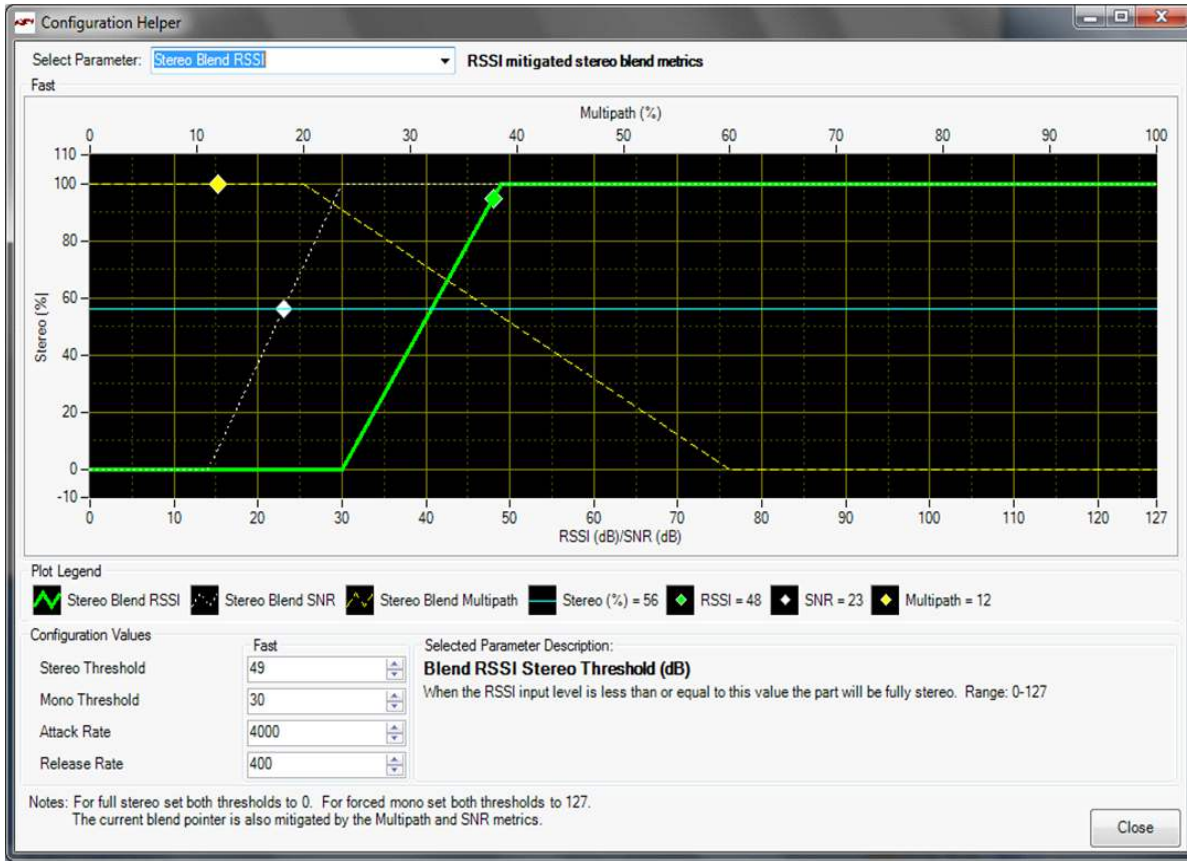 Configuration Helper
Select Parameter: Stereo Blend RSSI RSSI mitigated stereo blend metrics
Fast
Multipath (%)
0 10 20 30 40 50 60 70 80 90 100
110
100
80
60
40
20
0
-10
Stereo (%)
0 10 20 30 40 50 60 70 80 90 100 110 120 127
RSSI (dB)/SNR (dB)
Plot Legend
Stereo Blend RSSI Stereo Blend SNR Stereo Blend Multipath Stereo (%) = 56 RSSI = 48 SNR = 23 Multipath = 12
Configuration Values
Fast
Stereo Threshold 49
Mono Threshold 30
Attack Rate 4000
Release Rate 400
Selected Parameter Description:
Blend RSSI Stereo Threshold (dB)
When the RSSI input level is less than or equal to this value the part will be fully stereo. Range: 0-127
Notes: For full stereo set both thresholds to 0. For forced mono set both thresholds to 127.
The current blend pointer is also mitigated by the Multipath and SNR metrics.
Close